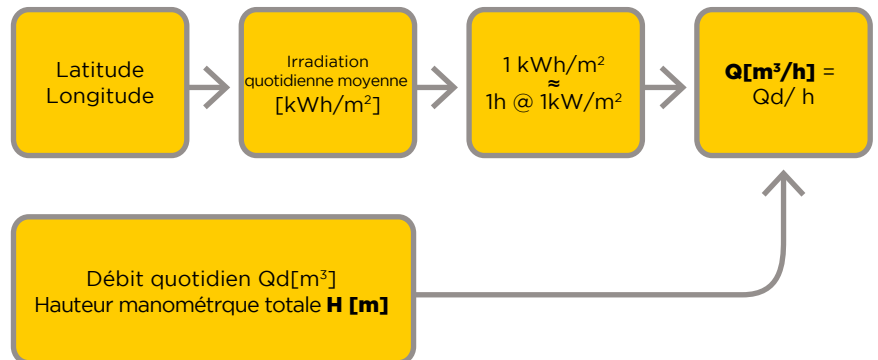 Latitude
Longitude
Irradiation
quotidienne moyenne
[kWh/m²]
1 kWh/m²
≈
1h @ 1kW/m²
Q[m³/h] =
Qd/ h
Débit quotidien Qd[m³]
Hauteur manométrque totale H [m]